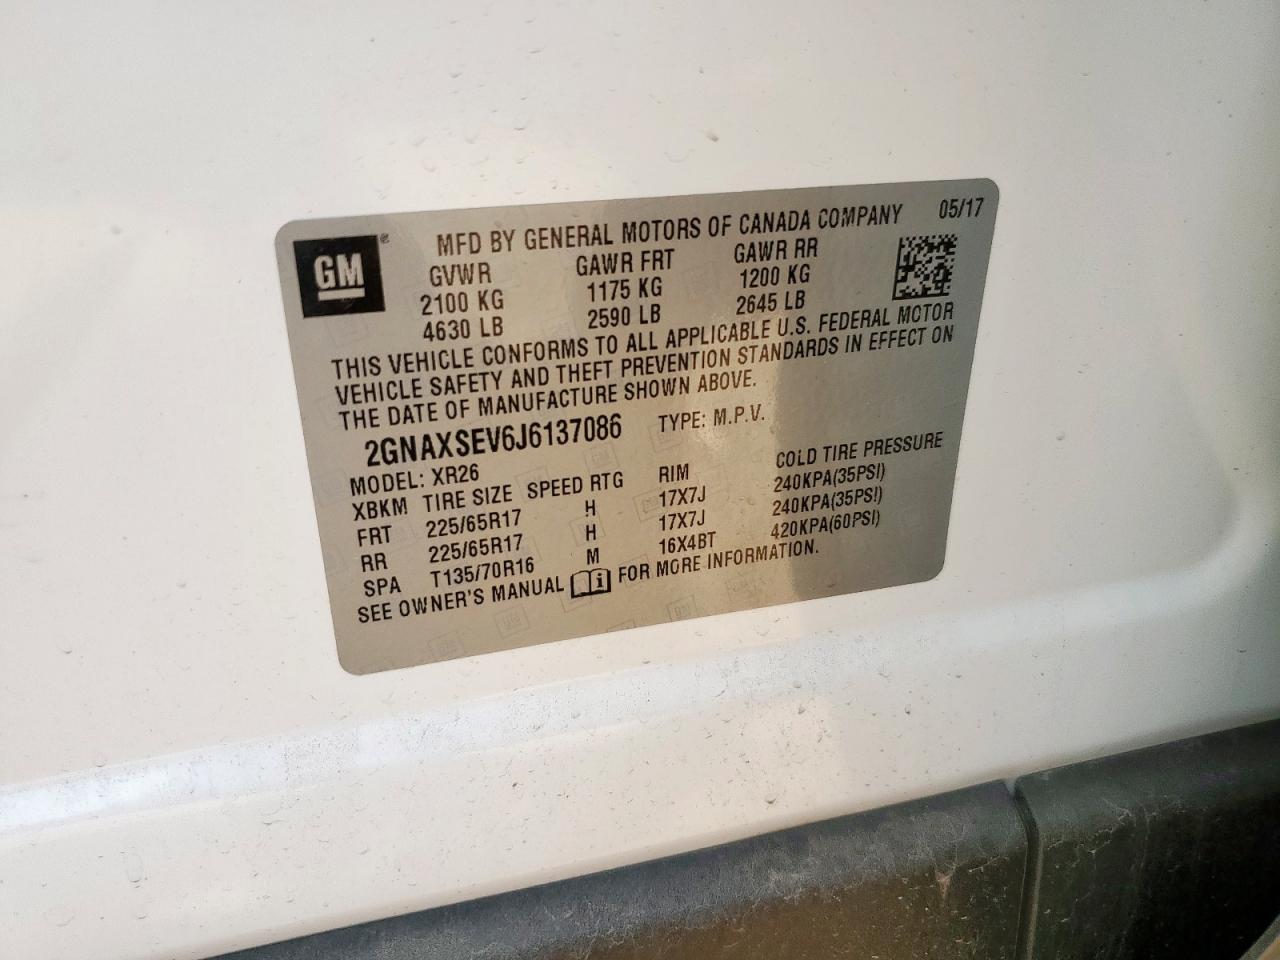 GM ® MFD BY GENERAL MOTORS OF CANADA COMPANY 05/17
GVWR GAWR FRT GAWR RR
2100 KG 1175 KG 1200 KG
4630 LB 2590 LB 2645 LB
THIS VEHICLE CONFORMS TO ALL APPLICABLE U.S. FEDERAL MOTOR
VEHICLE SAFETY AND THEFT PREVENTION STANDARDS IN EFFECT ON
THE DATE OF MANUFACTURE SHOWN ABOVE.
2GNAXSEV6J6137086 TYPE: M.P.V.
MODEL: XR26
XBKM TIRE SIZE SPEED RTG RIM COLD TIRE PRESSURE
FRT 225/65R17 H 17X7J 240KPA(35PSI)
RR 225/65R17 H 17X7J 240KPA(35PSI)
SPA T135/70R16 M 16X4BT 420KPA(60PSI)
SEE OWNER'S MANUAL i FOR MORE INFORMATION.